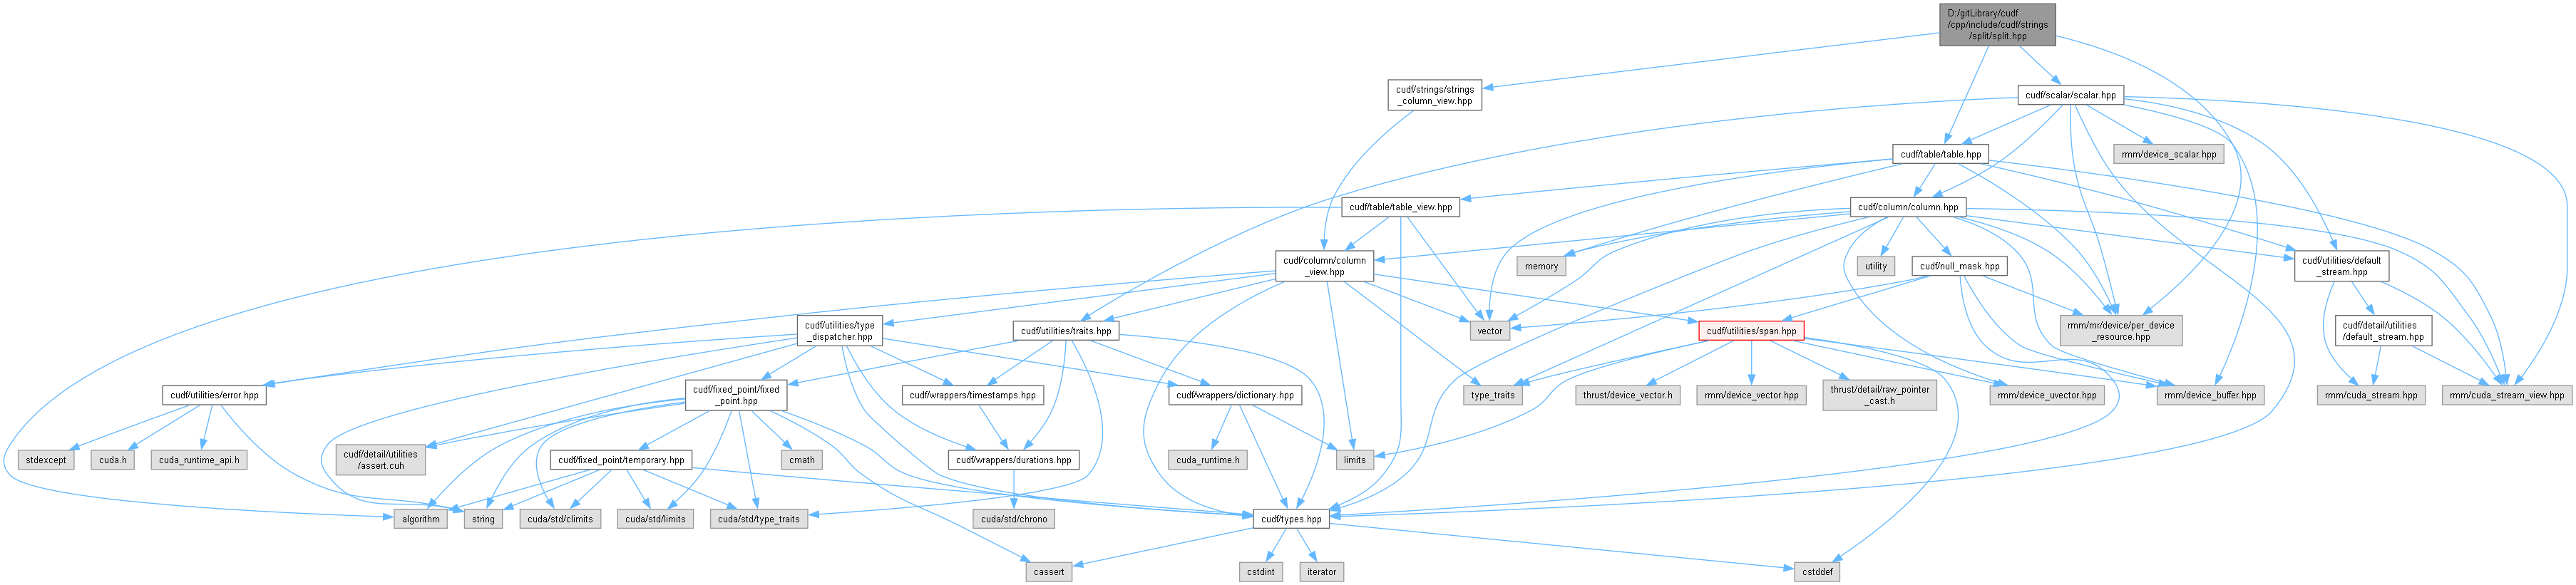 D:/gitLibrary/cudf
/cpp/include/cudf/strings
/split/split.hpp
cudf/strings/strings
_column_view.hpp
cudf/scalar/scalar.hpp
cudf/table/table.hpp
rmm/device_scalar.hpp
cudf/table/table_view.hpp
cudf/column/column.hpp
cudf/column/column
_view.hpp
memory
utility
cudf/null_mask.hpp
cudf/utilities/default
_stream.hpp
cudf/utilities/type
_dispatcher.hpp
cudf/utilities/traits.hpp
vector
cudf/utilities/span.hpp
rmm/mr/device/per_device
_resource.hpp
cudf/detail/utilities
/default_stream.hpp
cudf/utilities/error.hpp
cudf/fixed_point/fixed
_point.hpp
cudf/wrappers/timestamps.hpp
cudf/wrappers/dictionary.hpp
type_traits
thrust/device_vector.h
rmm/device_vector.hpp
thrust/detail/raw_pointer
_cast.h
rmm/device_uvector.hpp
rmm/device_buffer.hpp
rmm/cuda_stream.hpp
rmm/cuda_stream_view.hpp
stdexcept
cuda.h
cuda_runtime_api.h
cudf/detail/utilities
/assert.cuh
cudf/fixed_point/temporary.hpp
cmath
cudf/wrappers/durations.hpp
cuda_runtime.h
limits
algorithm
string
cuda/std/climits
cuda/std/limits
cuda/std/type_traits
cuda/std/chrono
cudf/types.hpp
cassert
cstdint
iterator
cstddef